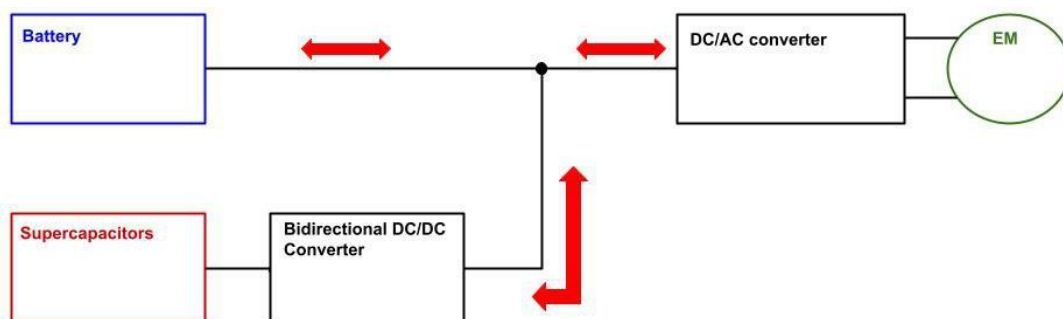 Battery
DC/AC converter
EM
Supercapacitors
Bidirectional DC/DC
Converter